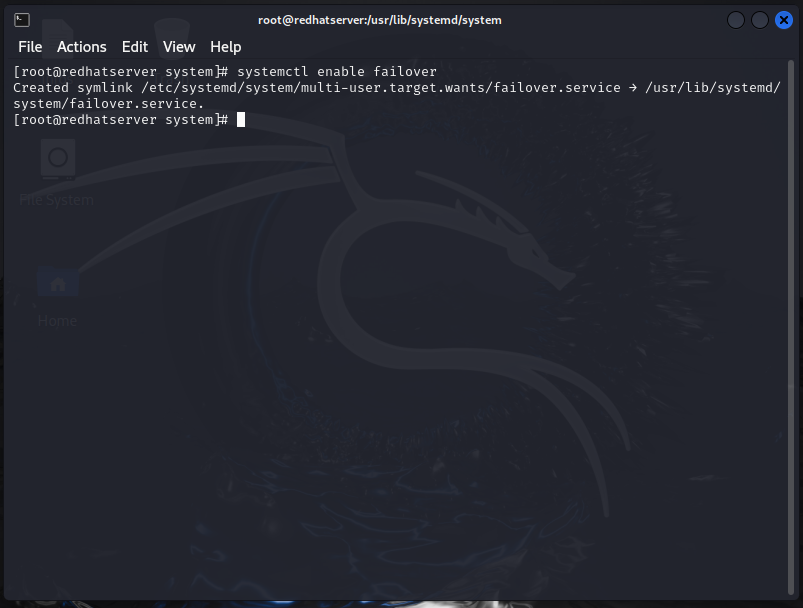 root@redhatserver:/usr/lib/systemd/system
File Actions Edit View Help
[root@redhatserver system]# systemctl enable failover
Created symlink /etc/systemd/system/multi-user.target.wants/failover.service → /usr/lib/systemd/
system/failover.service.
[root@redhatserver system]#
File System
Home